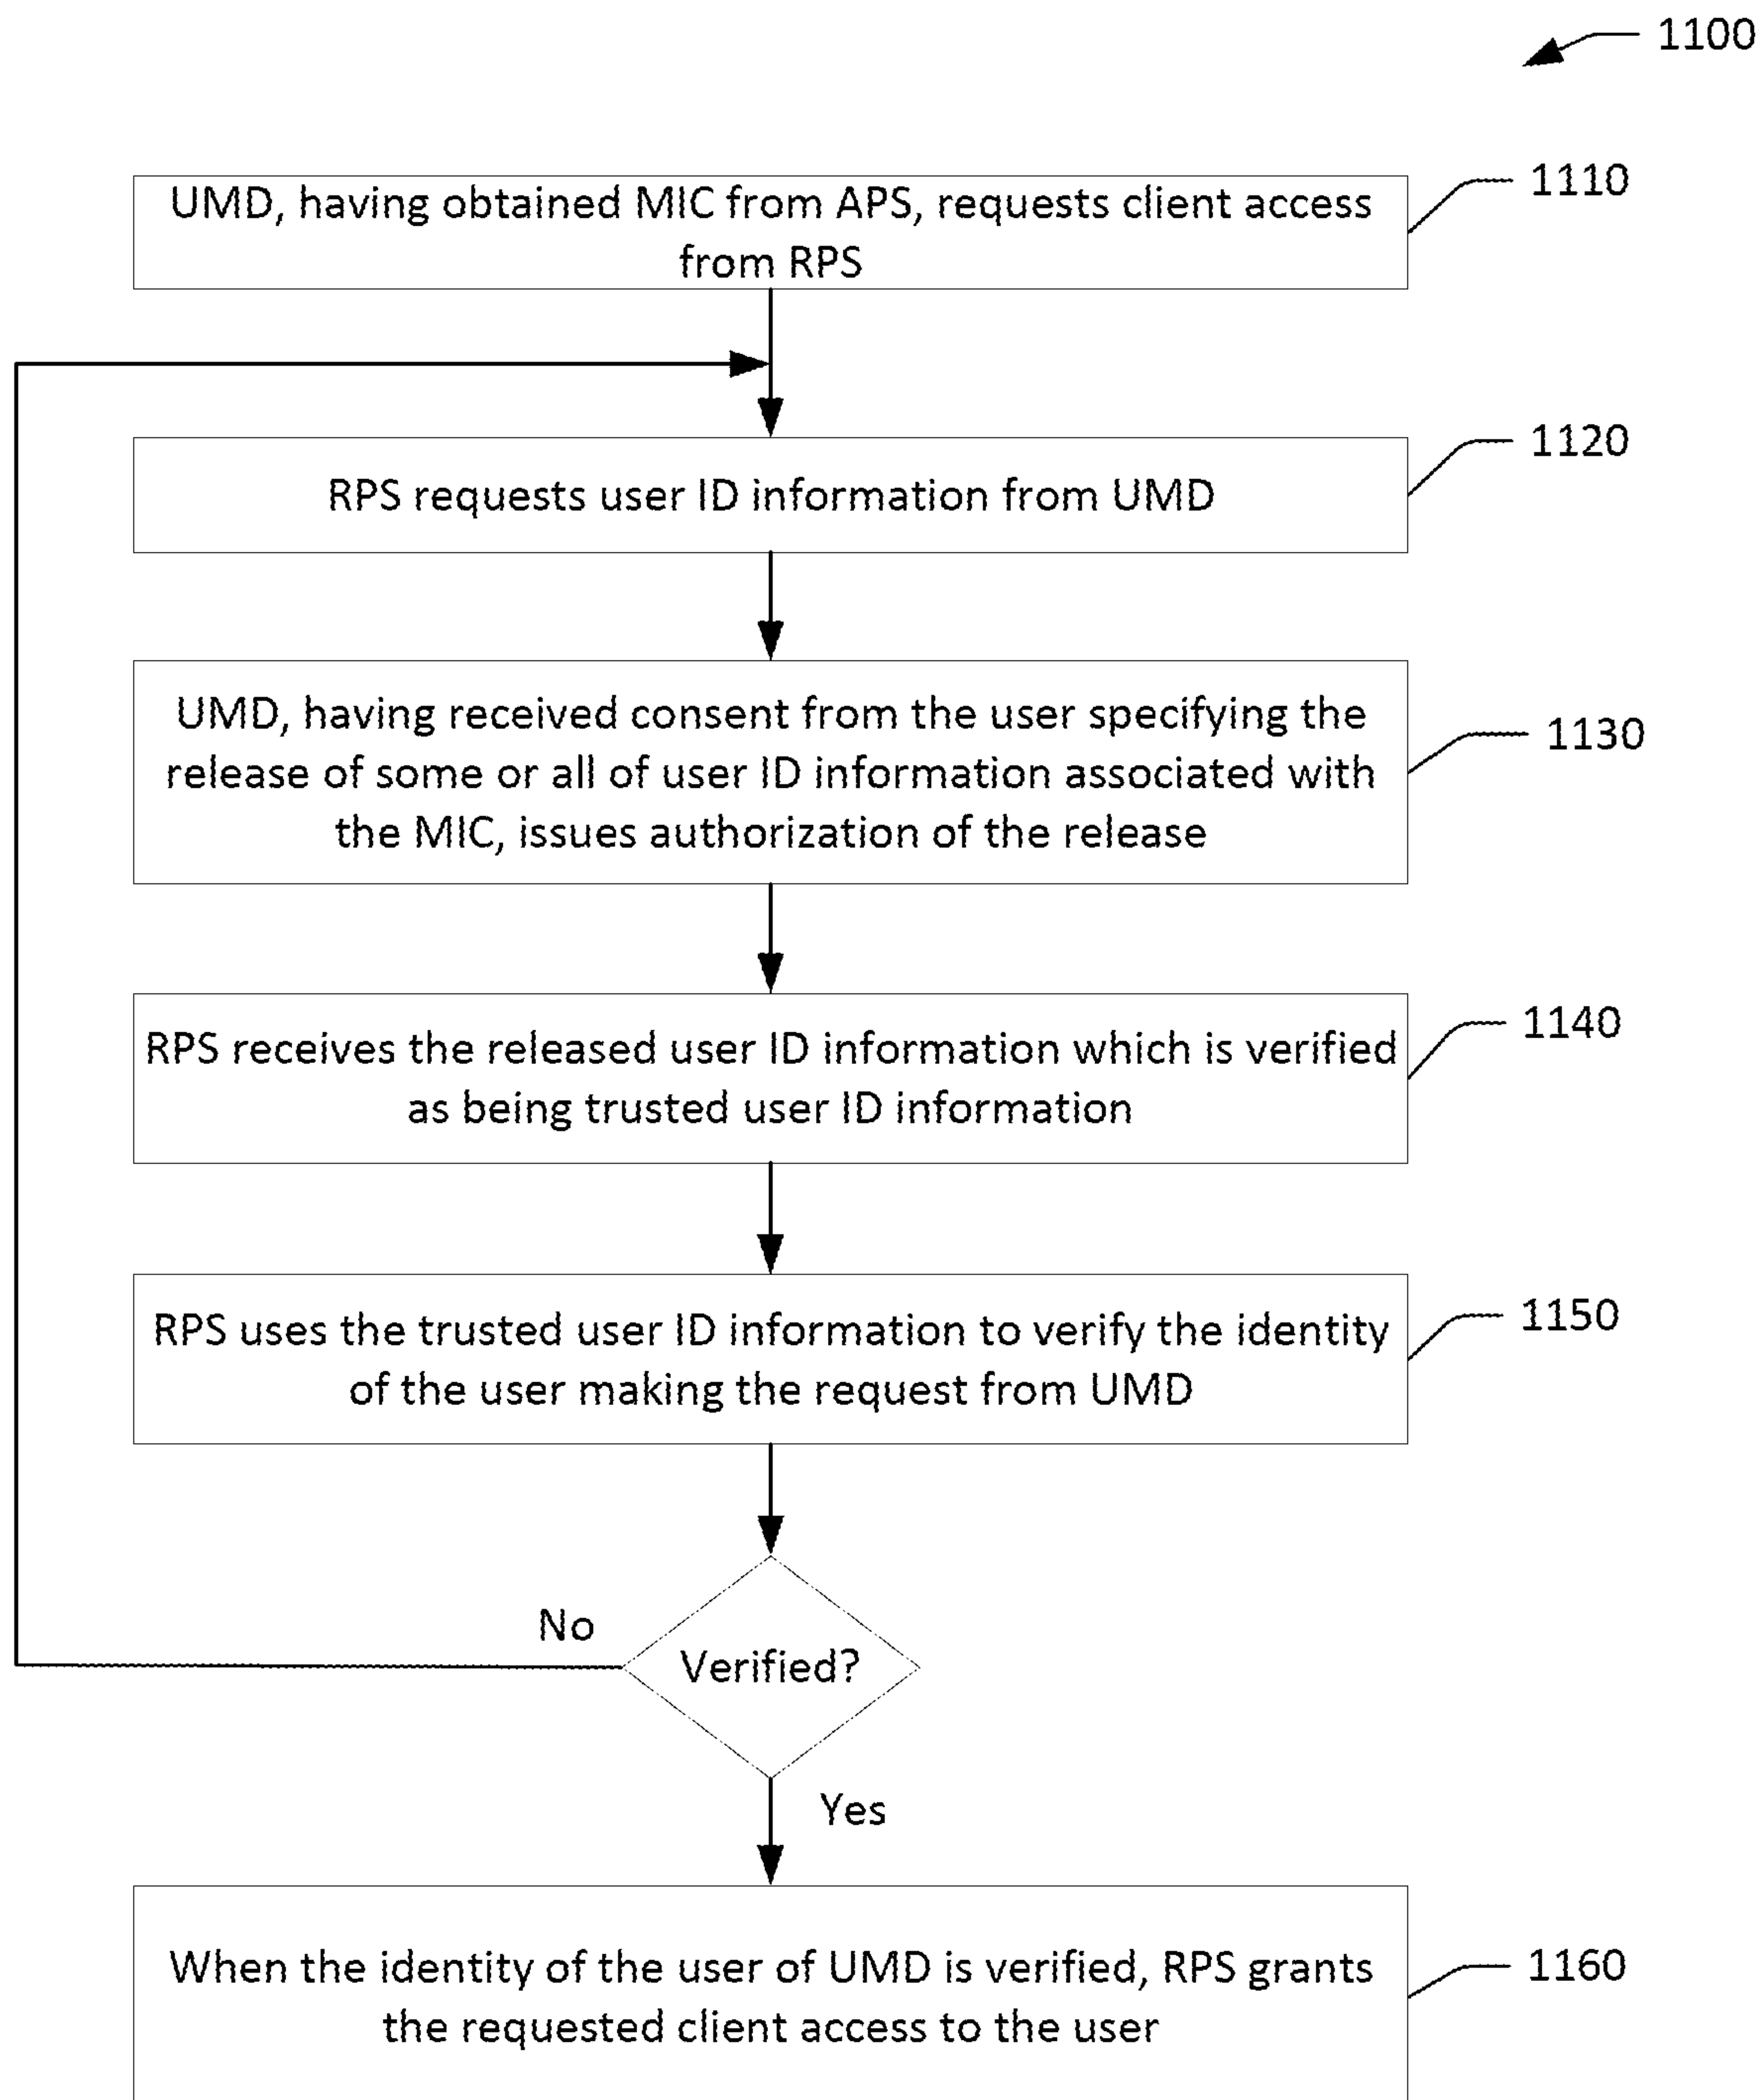 1100
UMD, having obtained MIC from APS, requests client access
from RPS
1110
RPS requests user ID information from UMD
1120
UMD, having received consent from the user specifying the
release of some or all of user ID information associated with
the MIC, issues authorization of the release
1130
RPS receives the released user ID information which is verified
as being trusted user ID information
1140
RPS uses the trusted user ID information to verify the identity
of the user making the request from UMD
1150
No
Verified?
Yes
When the identity of the user of UMD is verified, RPS grants
the requested client access to the user
1160